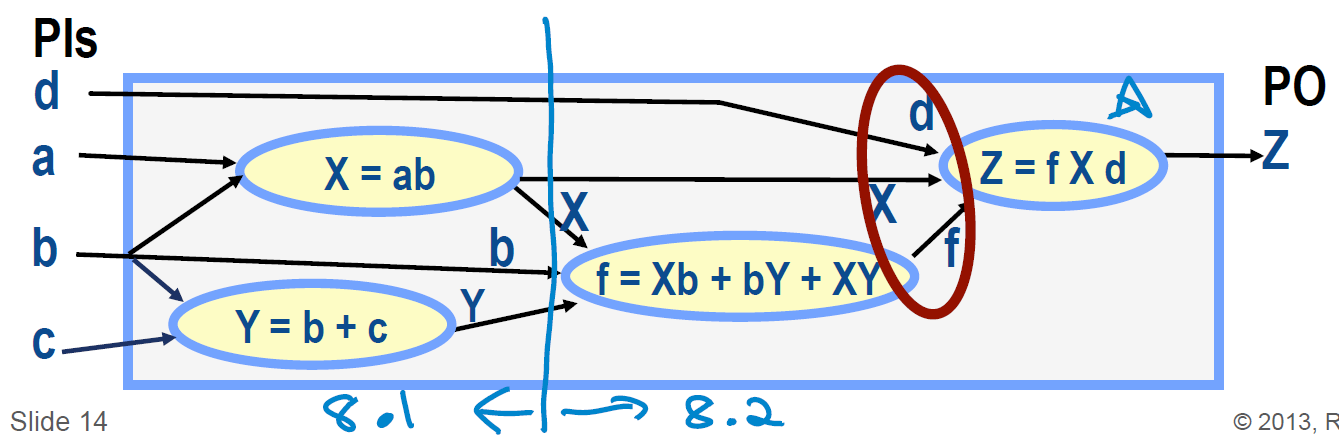 PIs
PO
d
a
b
c
X = ab
Y = b + c
X
b
Y
f = Xb + bY + XY
d
X
f
Z = f X d
Z
8.1
8.2
Slide 14
© 2013, R